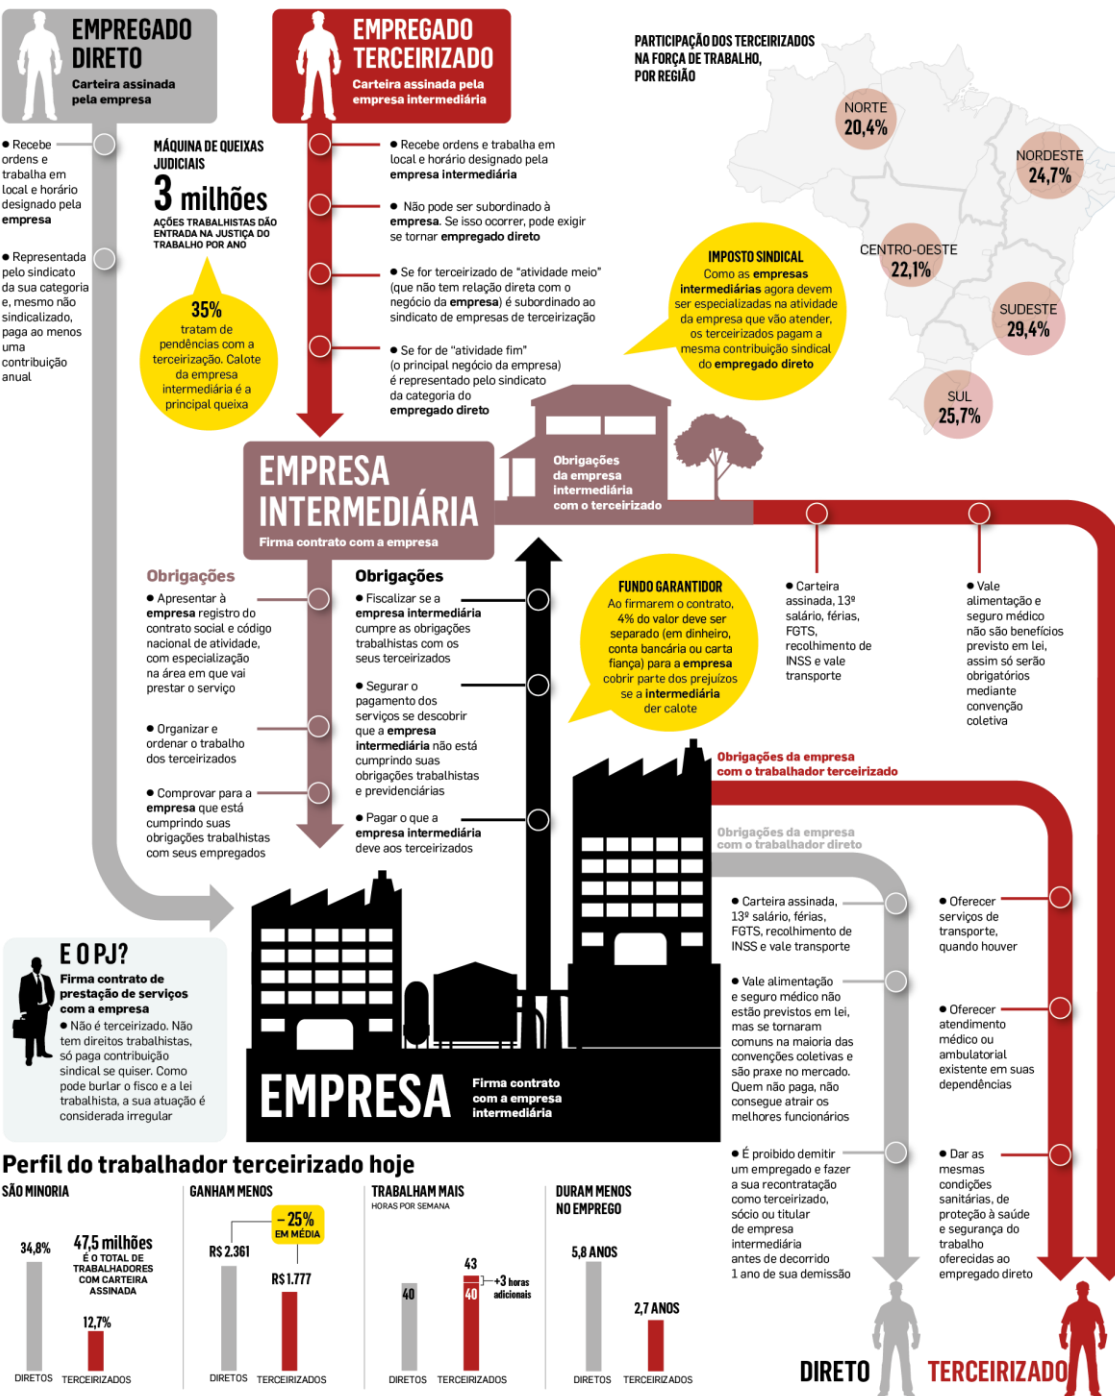 EMPREGADO
DIRETO
Carteira assinada
pela empresa
EMPREGADO
TERCEIRIZADO
Carteira assinada pela
empresa intermediária
PARTICIPAÇÃO DOS TERCEIRIZADOS
NA FORÇA DE TRABALHO,
POR REGIÃO
NORTE
20,4%
NORDESTE
24,7%
CENTRO-OESTE
22,1%
SUDESTE
29,4%
SUL
25,7%
● Recebe
ordens e
trabalha em
local e horário
designado pela
empresa
● Representada
pelo sindicato
da sua categoria
e, mesmo não
sindicalizado,
paga ao menos
uma
contribuição
anual
MÁQUINA DE QUEIXAS
JUDICIAIS
3 milhões
AÇÕES TRABALHISTAS DÃO
ENTRADA NA JUSTIÇA DO
TRABALHO POR ANO
35%
tratam de
pendências com a
terceirização. Calote
da empresa
intermediária é a
principal queixa
● Recebe ordens e trabalha em
local e horário designado pela
empresa intermediária
● Não pode ser subordinado à
empresa. Se isso ocorrer, pode exigir
se tornar empregado direto
● Se for terceirizado de “atividade meio”
(que não tem relação direta com o
negócio da empresa) é subordinado ao
sindicato de empresas de terceirização
● Se for de “atividade fim”
(o principal negócio da empresa)
é representado pelo sindicato
da categoria do
empregado direto
IMPOSTO SINDICAL
Como as empresas
intermediárias agora devem
ser especializadas na atividade
da empresa que vão atender,
os terceirizados pagam a
mesma contribuição sindical
do empregado direto
EMPRESA
INTERMEDIÁRIA
Firma contrato com a empresa
Obrigações
da empresa
intermediária
com o terceirizado
Obrigações
● Apresentar à
empresa registro do
contrato social e código
nacional de atividade,
com especialização
na área em que vai
prestar o serviço
● Organizar e
ordenar o trabalho
dos terceirizados
● Comprovar para a
empresa que está
cumprindo suas
obrigações trabalhistas
com seus empregados
Obrigações
● Fiscalizar se a
empresa intermediária
cumpre as obrigações
trabalhistas com os
seus terceirizados
● Segurar o
pagamento dos
serviços se descobrir
que a empresa
intermediária não está
cumprindo suas
obrigações trabalhistas
e previdenciárias
● Pagar o que a
empresa intermediária
deve aos terceirizados
FUNDO GARANTIDOR
Ao firmarem o contrato,
4% do valor deve ser
separado (em dinheiro,
conta bancária ou carta
fiança) para a empresa
cobrir parte dos prejuízos
se a intermediária
der calote
● Carteira
assinada, 13º
salário, férias,
FGTS,
recolhimento de
INSS e vale
transporte
● Vale
alimentação e
seguro médico
não são benefícios
previsto em lei,
assim só serão
obrigatórios
mediante
convenção
coletiva
Obrigações da empresa
com o trabalhador terceirizado
Obrigações da empresa
com o trabalhador direto
● Carteira assinada,
13º salário, férias,
FGTS, recolhimento de
INSS e vale transporte
● Vale alimentação
e seguro médico não
estão previstos em lei,
mas se tornaram
comuns na maioria das
convenções coletivas e
são praxe no mercado.
Quem não paga, não
consegue atrair os
melhores funcionários
● É proibido demitir
um empregado e fazer
a sua recontratação
como terceirizado,
sócio ou titular
de empresa
intermediária
antes de decorrido
1 ano de sua demissão
● Oferecer
serviços de
transporte,
quando houver
● Oferecer
atendimento
médico ou
ambulatorial
existente em suas
dependências
● Dar as
mesmas
condições
sanitárias, de
proteção à saúde
e segurança do
trabalho
oferecidas ao
empregado direto
E O PJ?
Firma contrato de
prestação de serviços
com a empresa
● Não é terceirizado. Não
tem direitos trabalhistas,
só paga contribuição
sindical se quiser. Como
pode burlar o fisco e a lei
trabalhista, a sua atuação é
considerada irregular
EMPRESA
Firma contrato
com a empresa
intermediária
Perfil do trabalhador terceirizado hoje
SÃO MINORIA
34,8%
47,5 milhões
É O TOTAL DE
TRABALHADORES
COM CARTEIRA
ASSINADA
12,7%
DIRETOS TERCEIRIZADOS
GANHAM MENOS
– 25%
EM MÉDIA
R$ 2.361
R$ 1.777
DIRETOS TERCEIRIZADOS
TRABALHAM MAIS
HORAS POR SEMANA
43
40
40
+3 horas
adicionais
DIRETOS TERCEIRIZADOS
DURAM MENOS
NO EMPREGO
5,8 ANOS
2,7 ANOS
DIRETOS TERCEIRIZADOS
DIRETO
TERCEIRIZADO